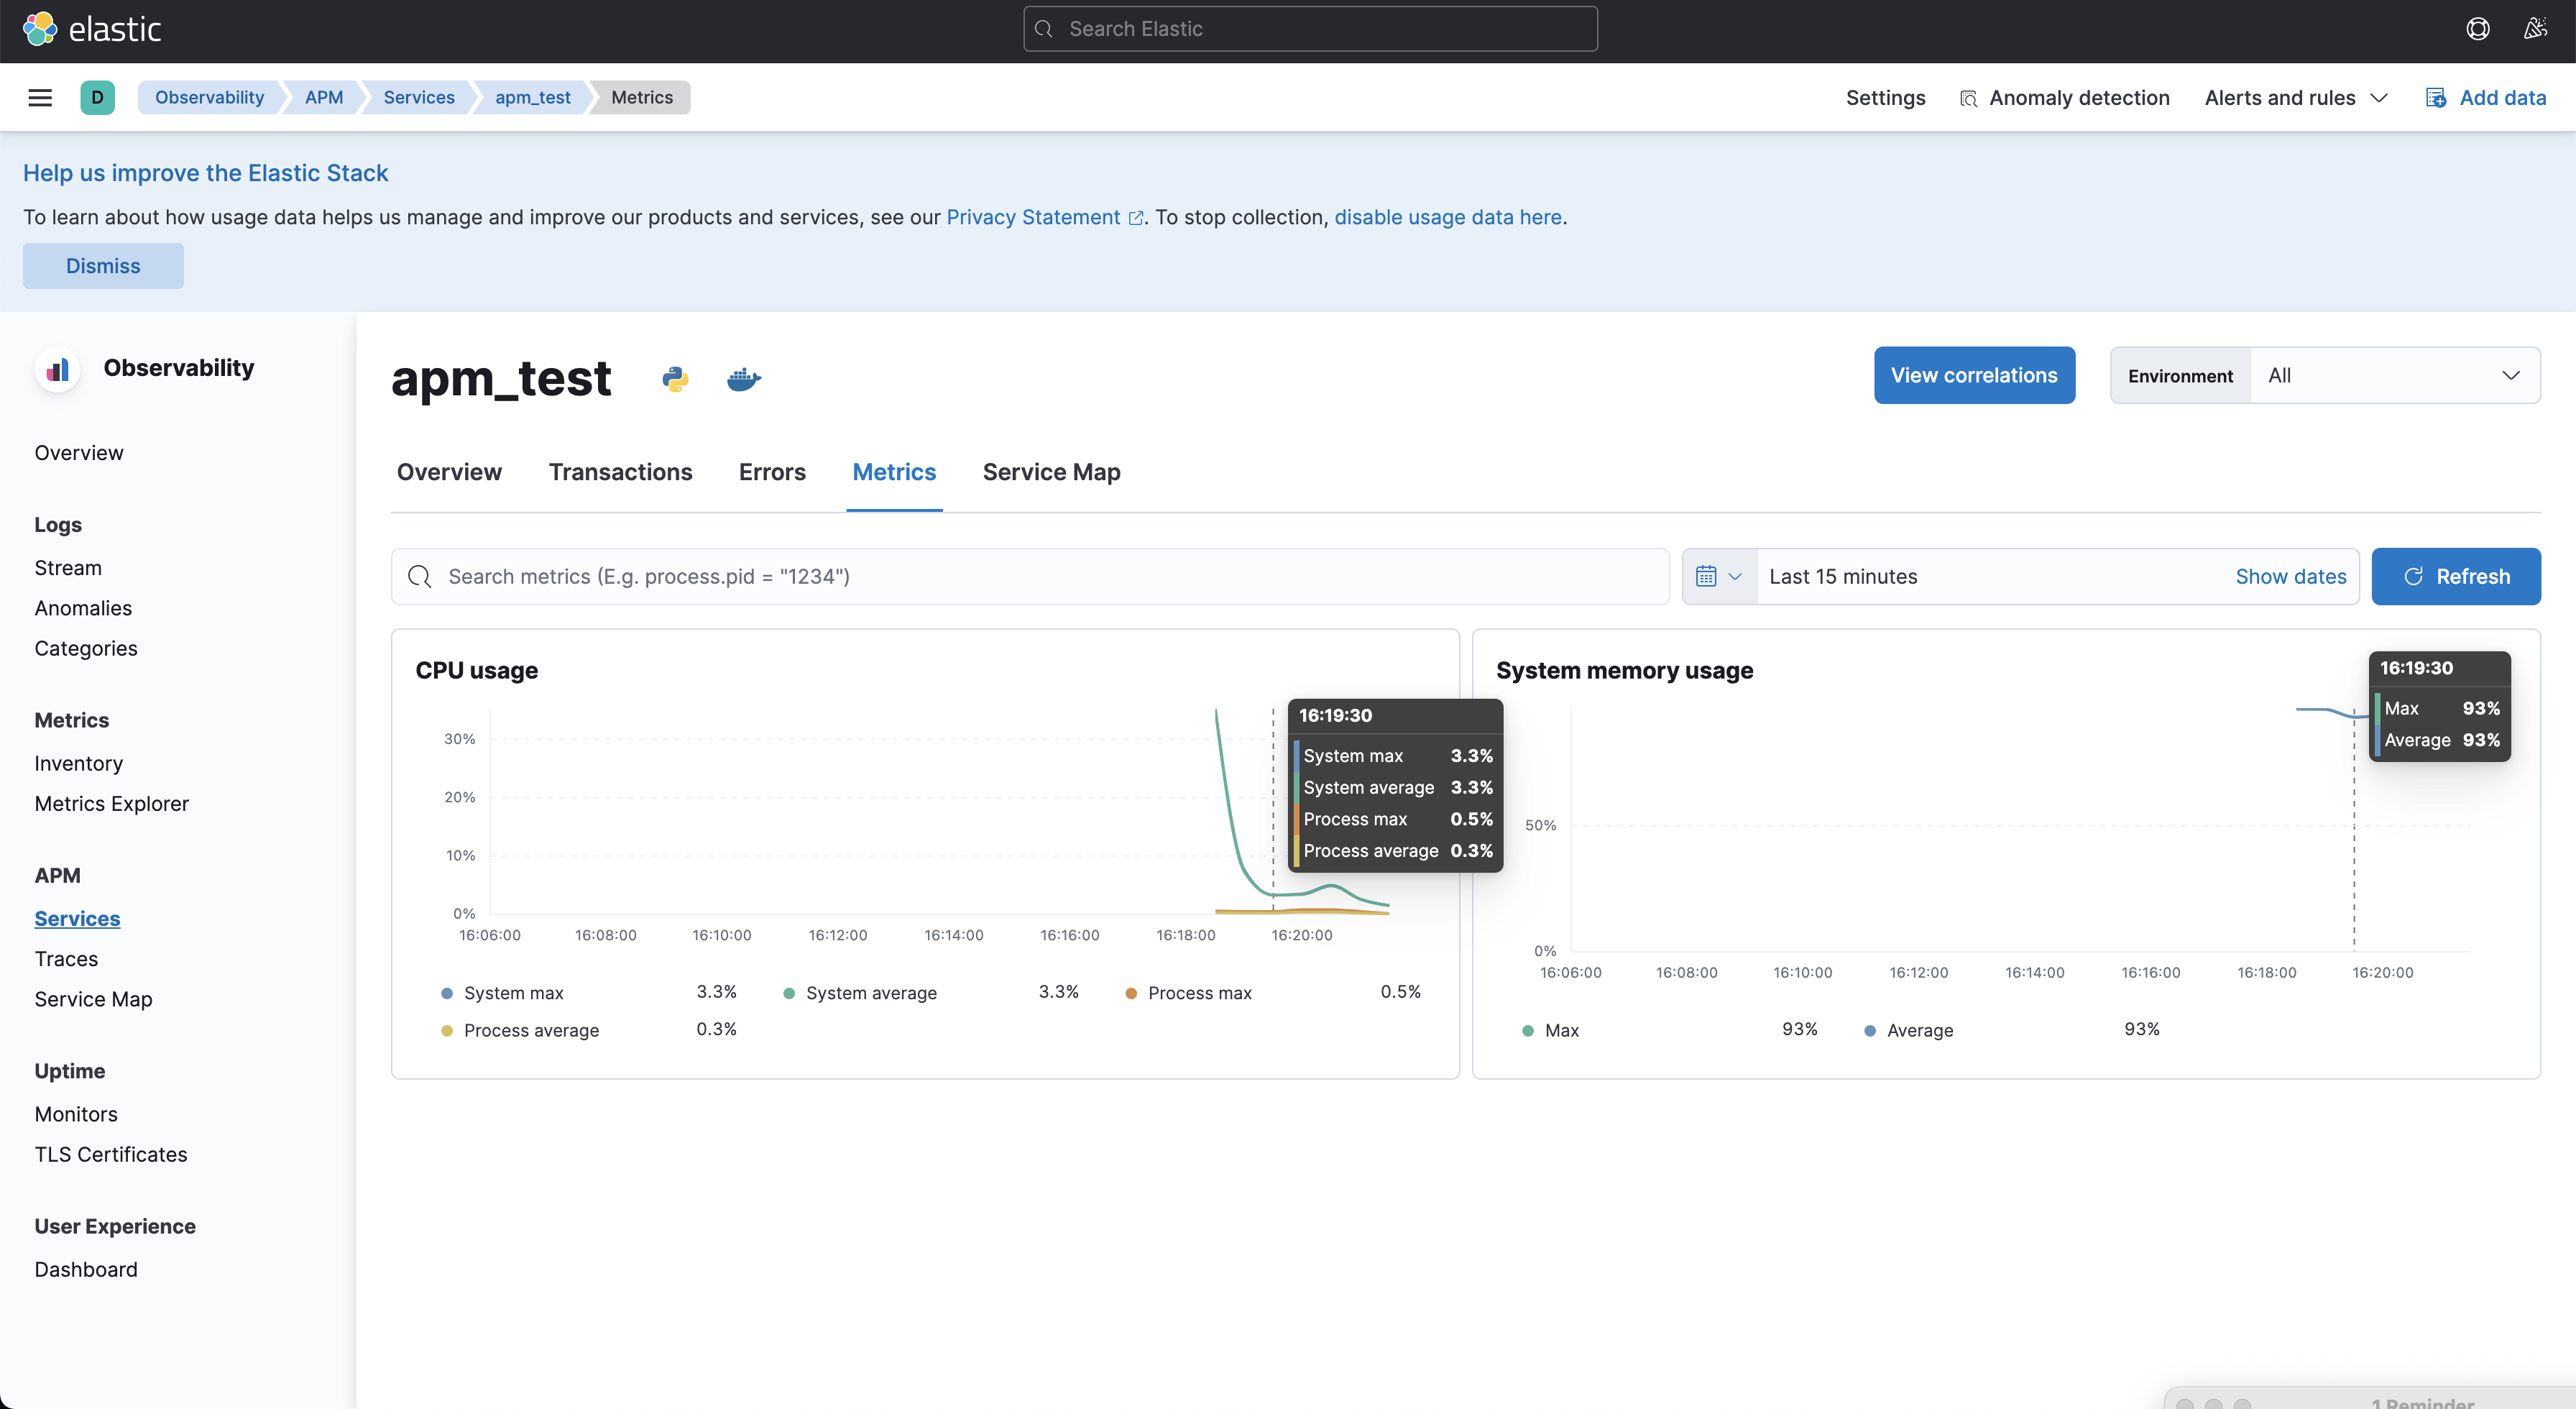 elastic
Search Elastic
D
Observability
APM
Services
apm_test
Metrics
Settings
Anomaly detection
Alerts and rules
Add data
Help us improve the Elastic Stack
To learn about how usage data helps us manage and improve our products and services, see our Privacy Statement . To stop collection, disable usage data here.
Dismiss
Observability
Overview
Logs
Stream
Anomalies
Categories
Metrics
Inventory
Metrics Explorer
APM
Services
Traces
Service Map
Uptime
Monitors
TLS Certificates
User Experience
Dashboard
apm_test
View correlations
Environment All
Overview Transactions Errors Metrics Service Map
Search metrics (E.g. process.pid = "1234")
Last 15 minutes
Show dates
Refresh
CPU usage
30%
20%
10%
0%
16:06:00 16:08:00 16:10:00 16:12:00 16:14:00 16:16:00 16:18:00 16:20:00
16:19:30
System max 3.3%
System average 3.3%
Process max 0.5%
Process average 0.3%
System max 3.3% System average 3.3% Process max 0.5%
Process average 0.3%
System memory usage
16:19:30
Max 93%
Average 93%
50%
0%
16:06:00 16:08:00 16:10:00 16:12:00 16:14:00 16:16:00 16:18:00 16:20:00
Max 93% Average 93%
1 Reminder